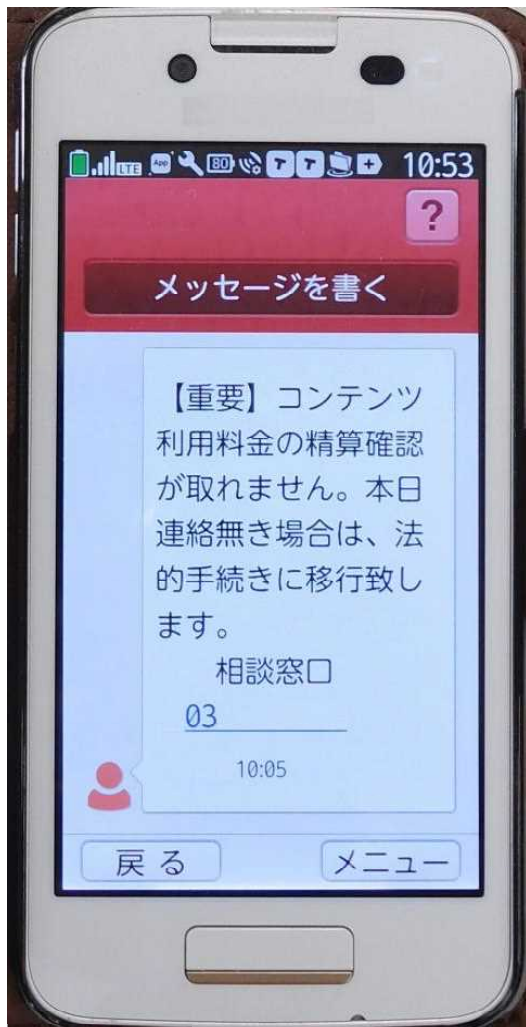 LTE App 80 T T + 10:53
?
メッセージを書く
【重要】コンテンツ
利用料金の精算確認
が取れません。本日
連絡無き場合は、法
的手続きに移行致し
ます。
相談窓口
03
10:05
戻る
メニュー